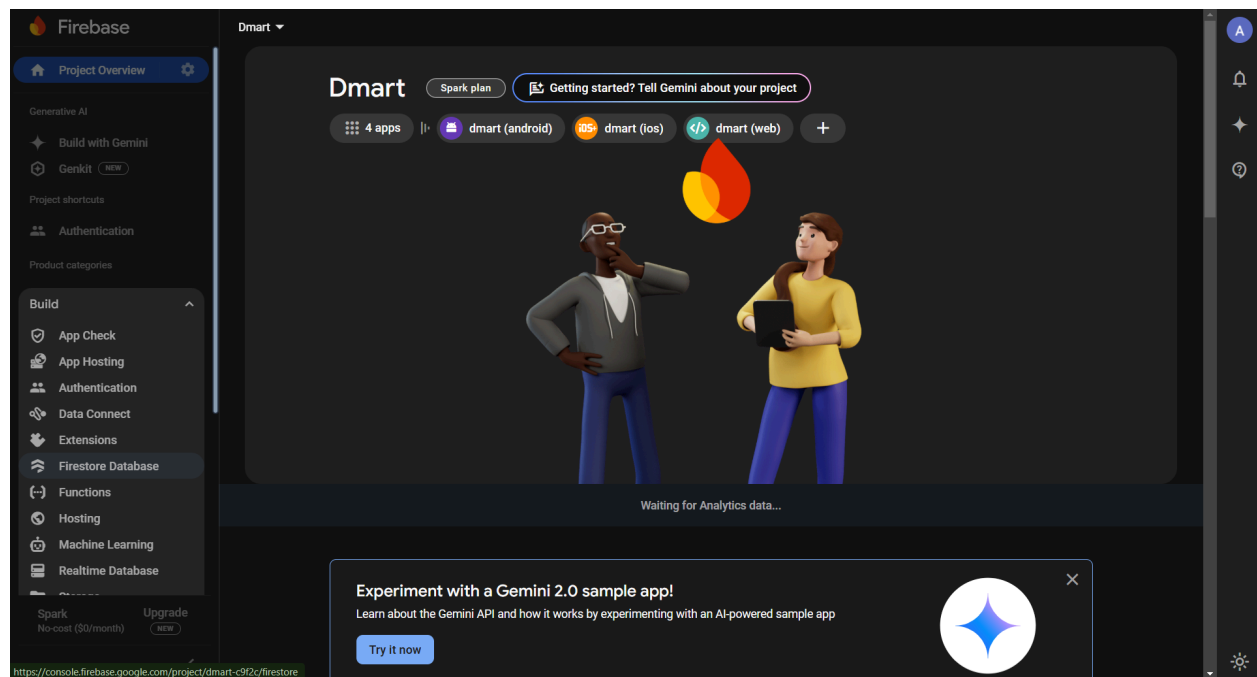 Firebase
Project Overview
Generative AI
Build with Gemini
Genkit NEW
Project shortcuts
Authentication
Product categories
Build
App Check
App Hosting
Authentication
Data Connect
Extensions
Firestore Database
Functions
Hosting
Machine Learning
Realtime Database
Spark
No-cost ($0/month)
Upgrade
NEW
https://console.firebase.google.com/project/dmart-c9f2c/firestore
Dmart
Dmart
Spark plan
Getting started? Tell Gemini about your project
4 apps
dmart (android)
iOS+
dmart (ios)
dmart (web)
+
Waiting for Analytics data...
Experiment with a Gemini 2.0 sample app!
Learn about the Gemini API and how it works by experimenting with an AI-powered sample app
Try it now
A